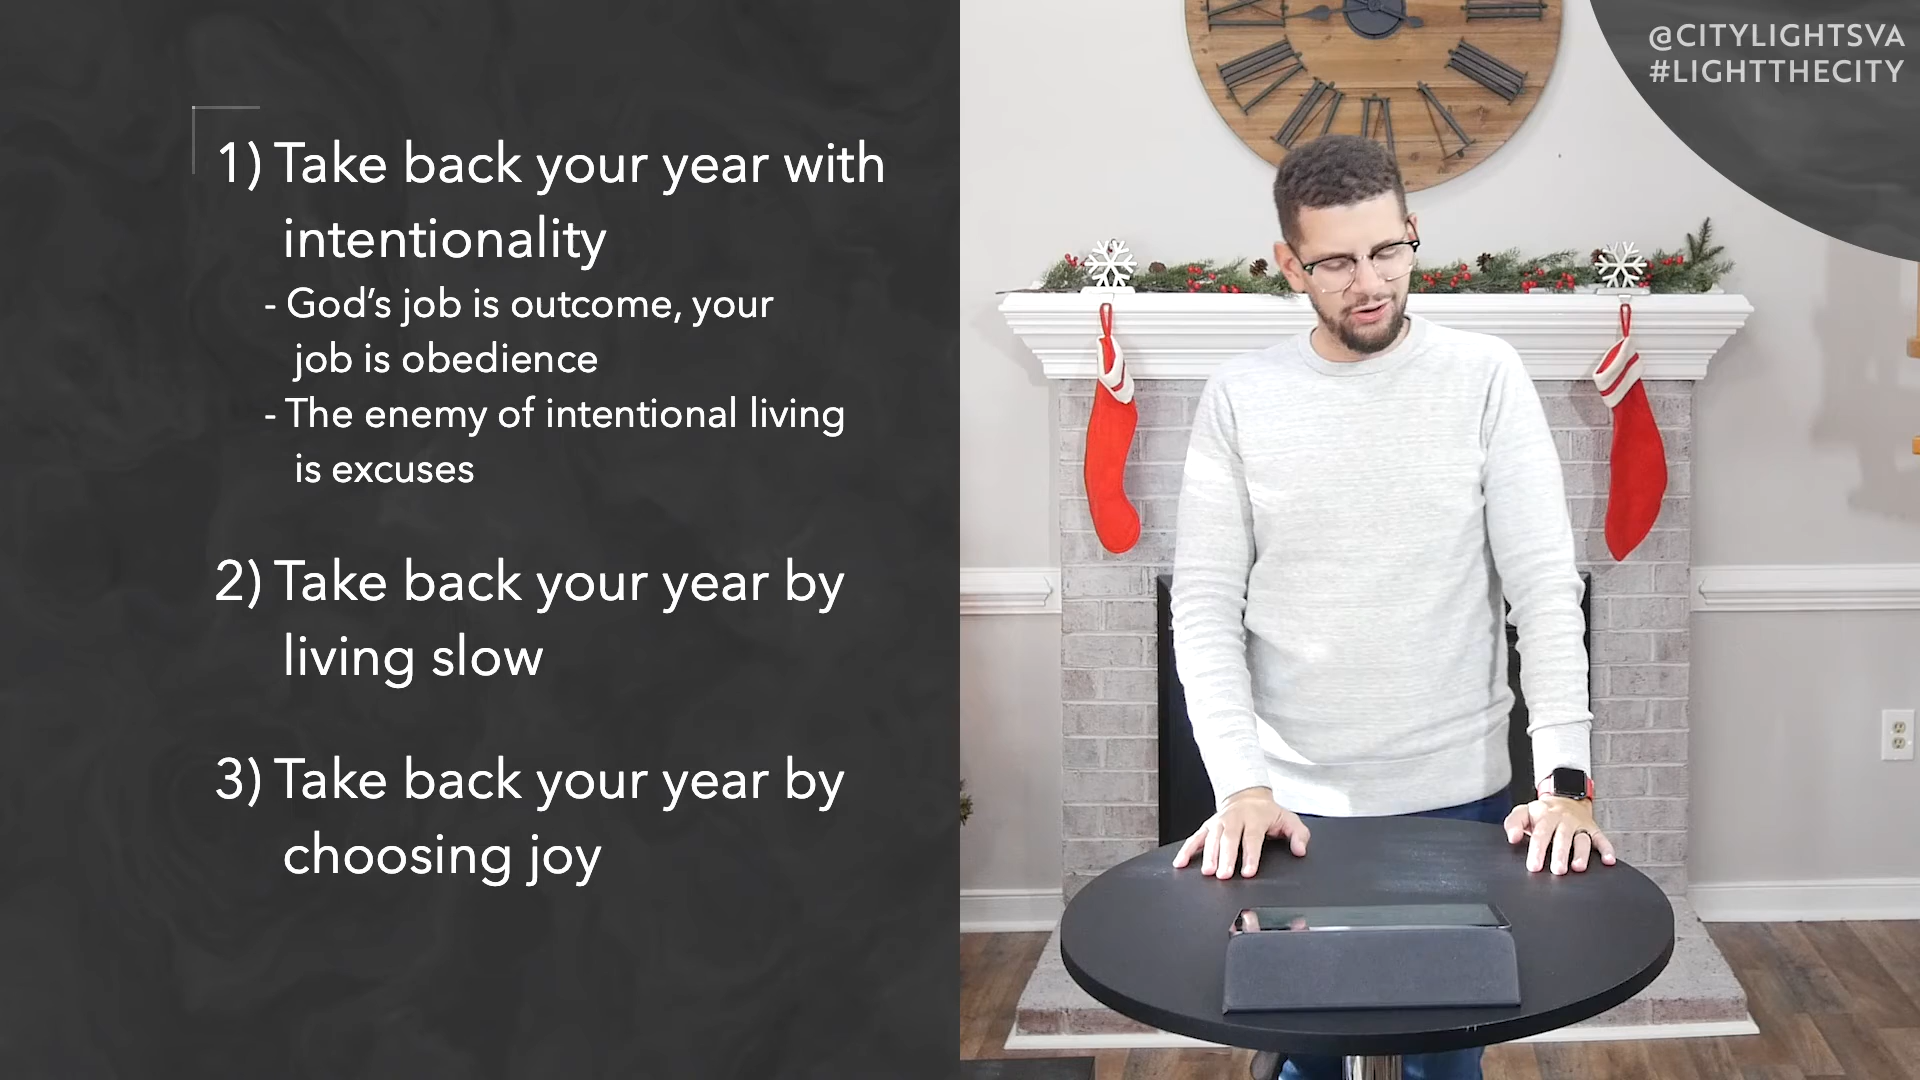 1) Take back your year with
intentionality
- God's job is outcome, your
job is obedience
- The enemy of intentional living
is excuses
2) Take back your year by
living slow
3) Take back your year by
choosing joy
@CITYLIGHTSVA
#LIGHTTHECITY